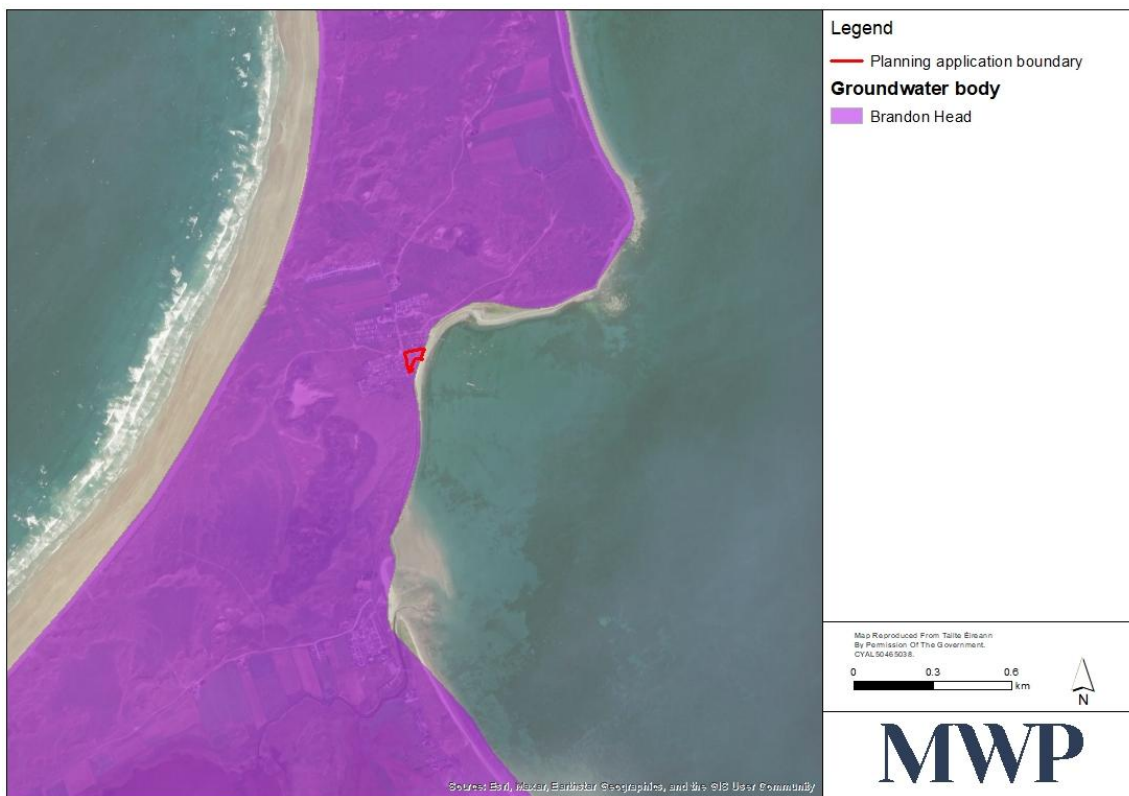 Legend
Planning application boundary
Groundwater body
Brandon Head
Map Reproduced From Tailte Éireann
By Permission Of The Government.
CYAL50465038.
0 0.3 0.6
km
N
MWP
Source: Esri, Maxar, Earthstar Geographics, and the GIS User Community